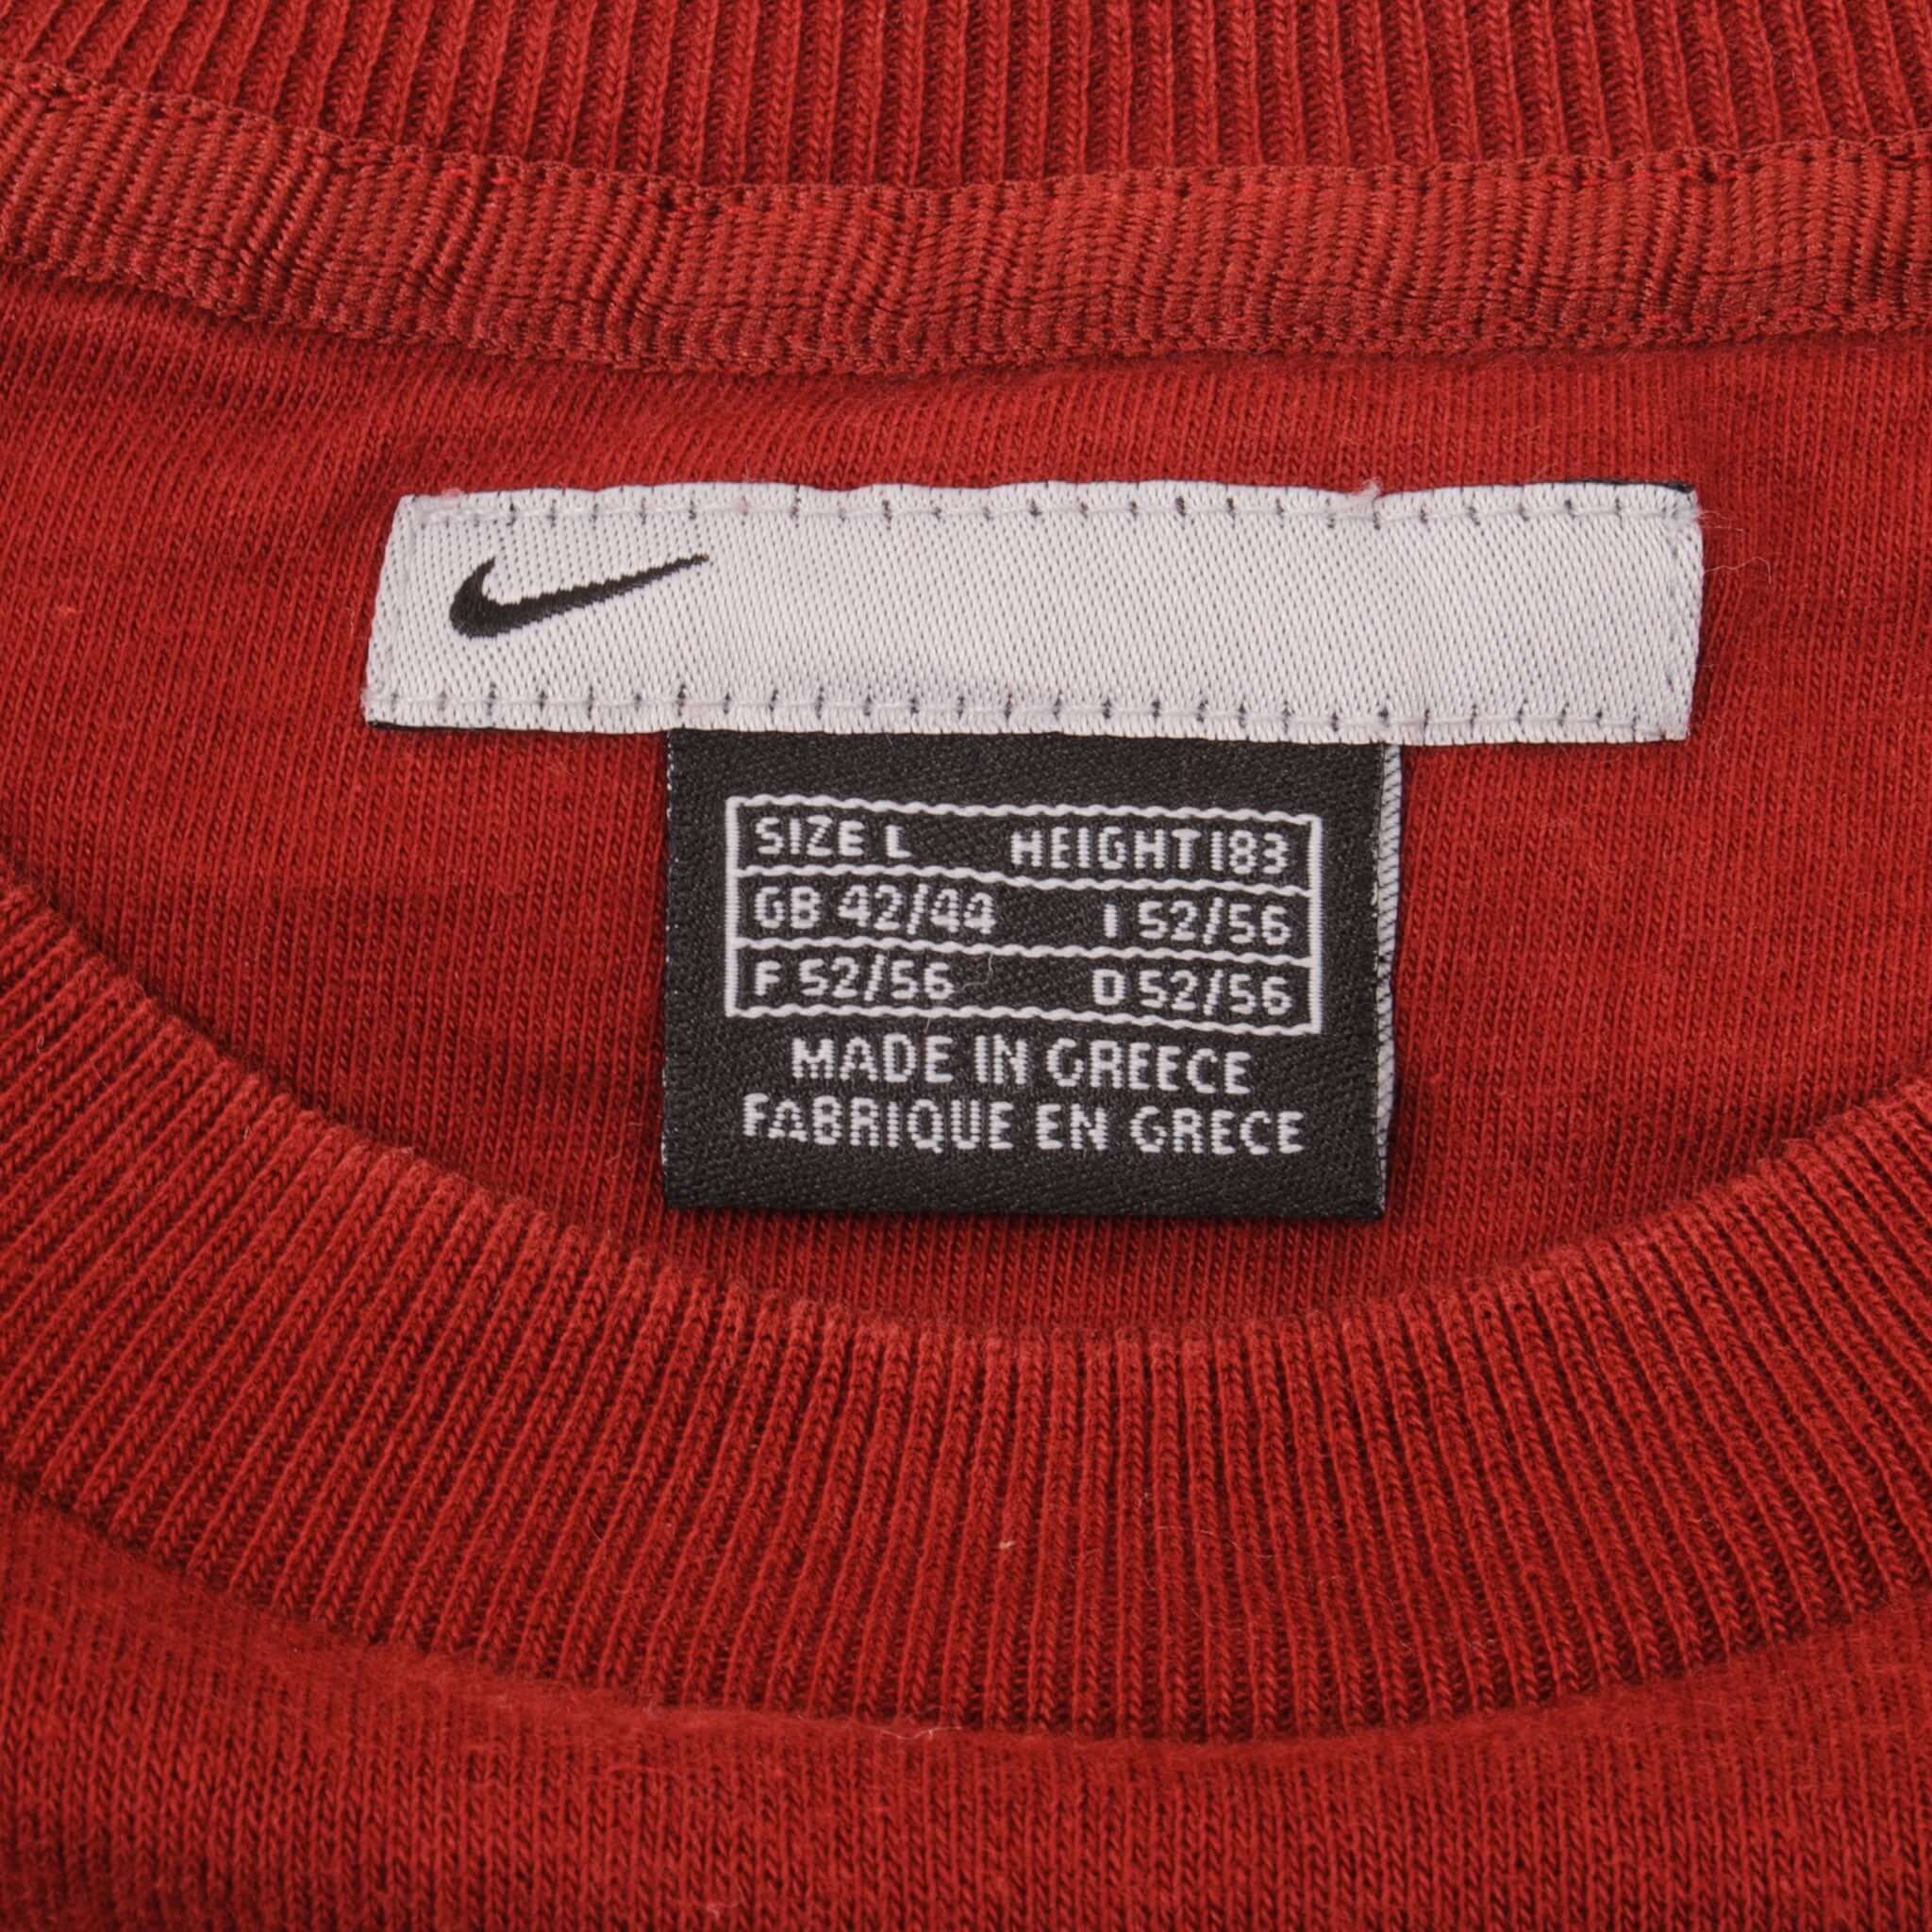 SIZE L HEIGHT 183
GB 42/44 I 52/56
F 52/56 D 52/56
MADE IN GREECE
FABRIQUE EN GRECE